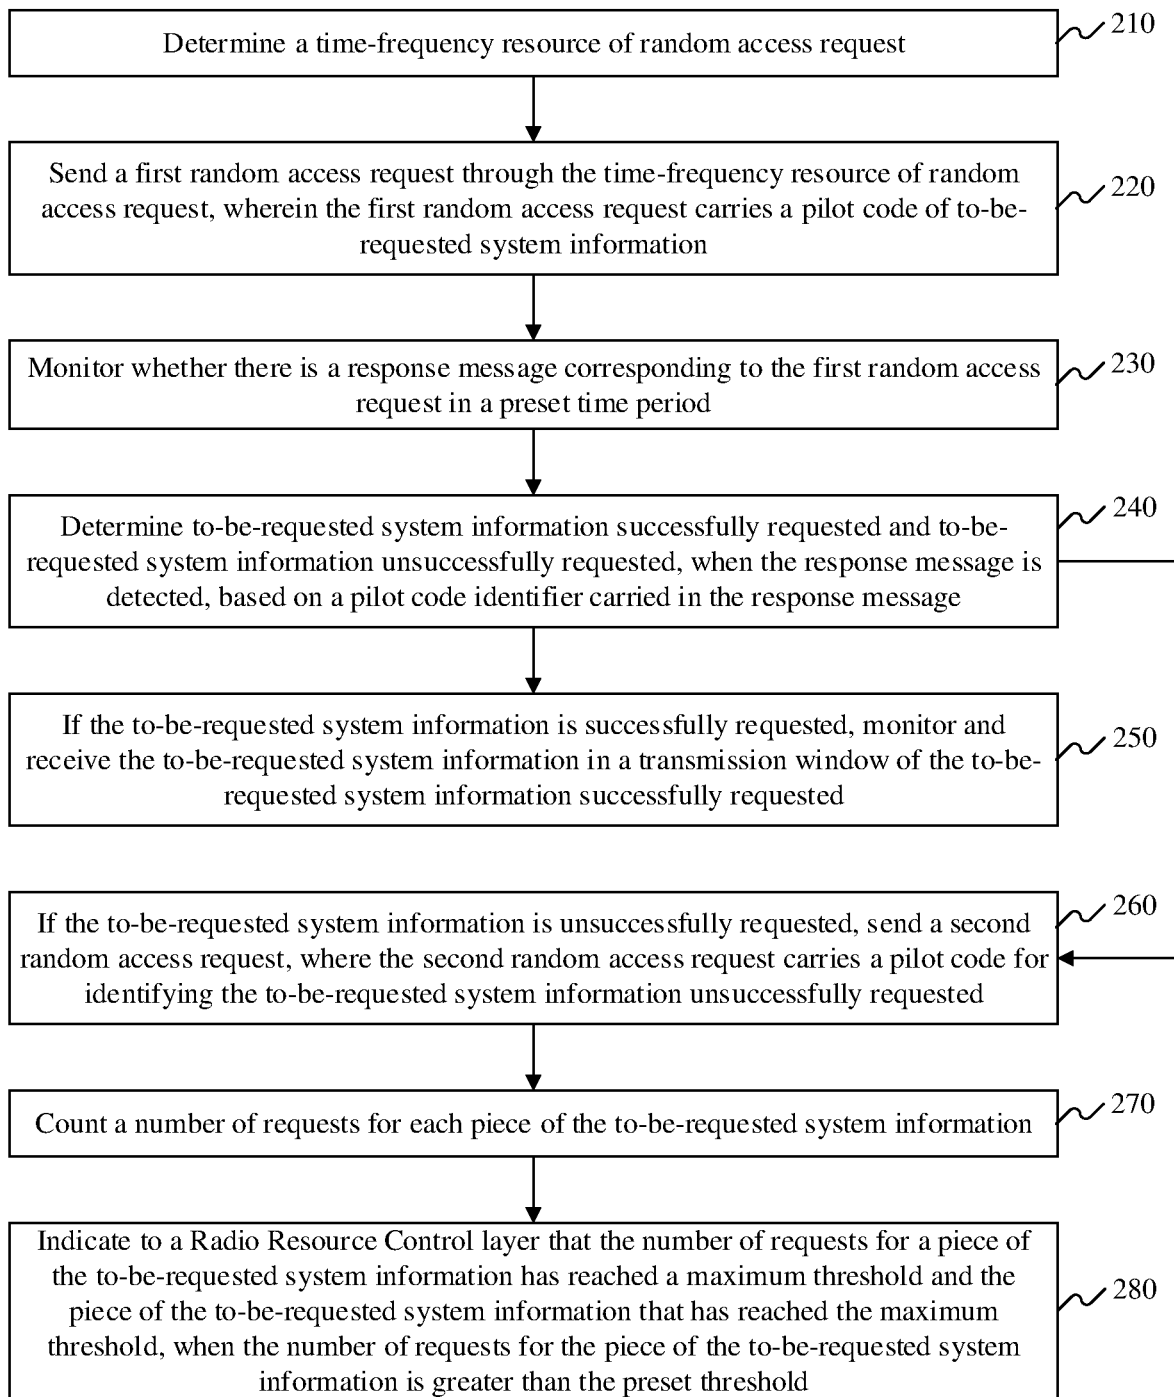 Determine a time-frequency resource of random access request
210
Send a first random access request through the time-frequency resource of random
access request, wherein the first random access request carries a pilot code of to-be-
requested system information
220
Monitor whether there is a response message corresponding to the first random access
request in a preset time period
230
Determine to-be-requested system information successfully requested and to-be-
requested system information unsuccessfully requested, when the response message is
detected, based on a pilot code identifier carried in the response message
240
If the to-be-requested system information is successfully requested, monitor and
receive the to-be-requested system information in a transmission window of the to-be-
requested system information successfully requested
250
If the to-be-requested system information is unsuccessfully requested, send a second
random access request, where the second random access request carries a pilot code for
identifying the to-be-requested system information unsuccessfully requested
260
Count a number of requests for each piece of the to-be-requested system information
270
Indicate to a Radio Resource Control layer that the number of requests for a piece of
the to-be-requested system information has reached a maximum threshold and the
piece of the to-be-requested system information that has reached the maximum
threshold, when the number of requests for the piece of the to-be-requested system
information is greater than the preset threshold
280